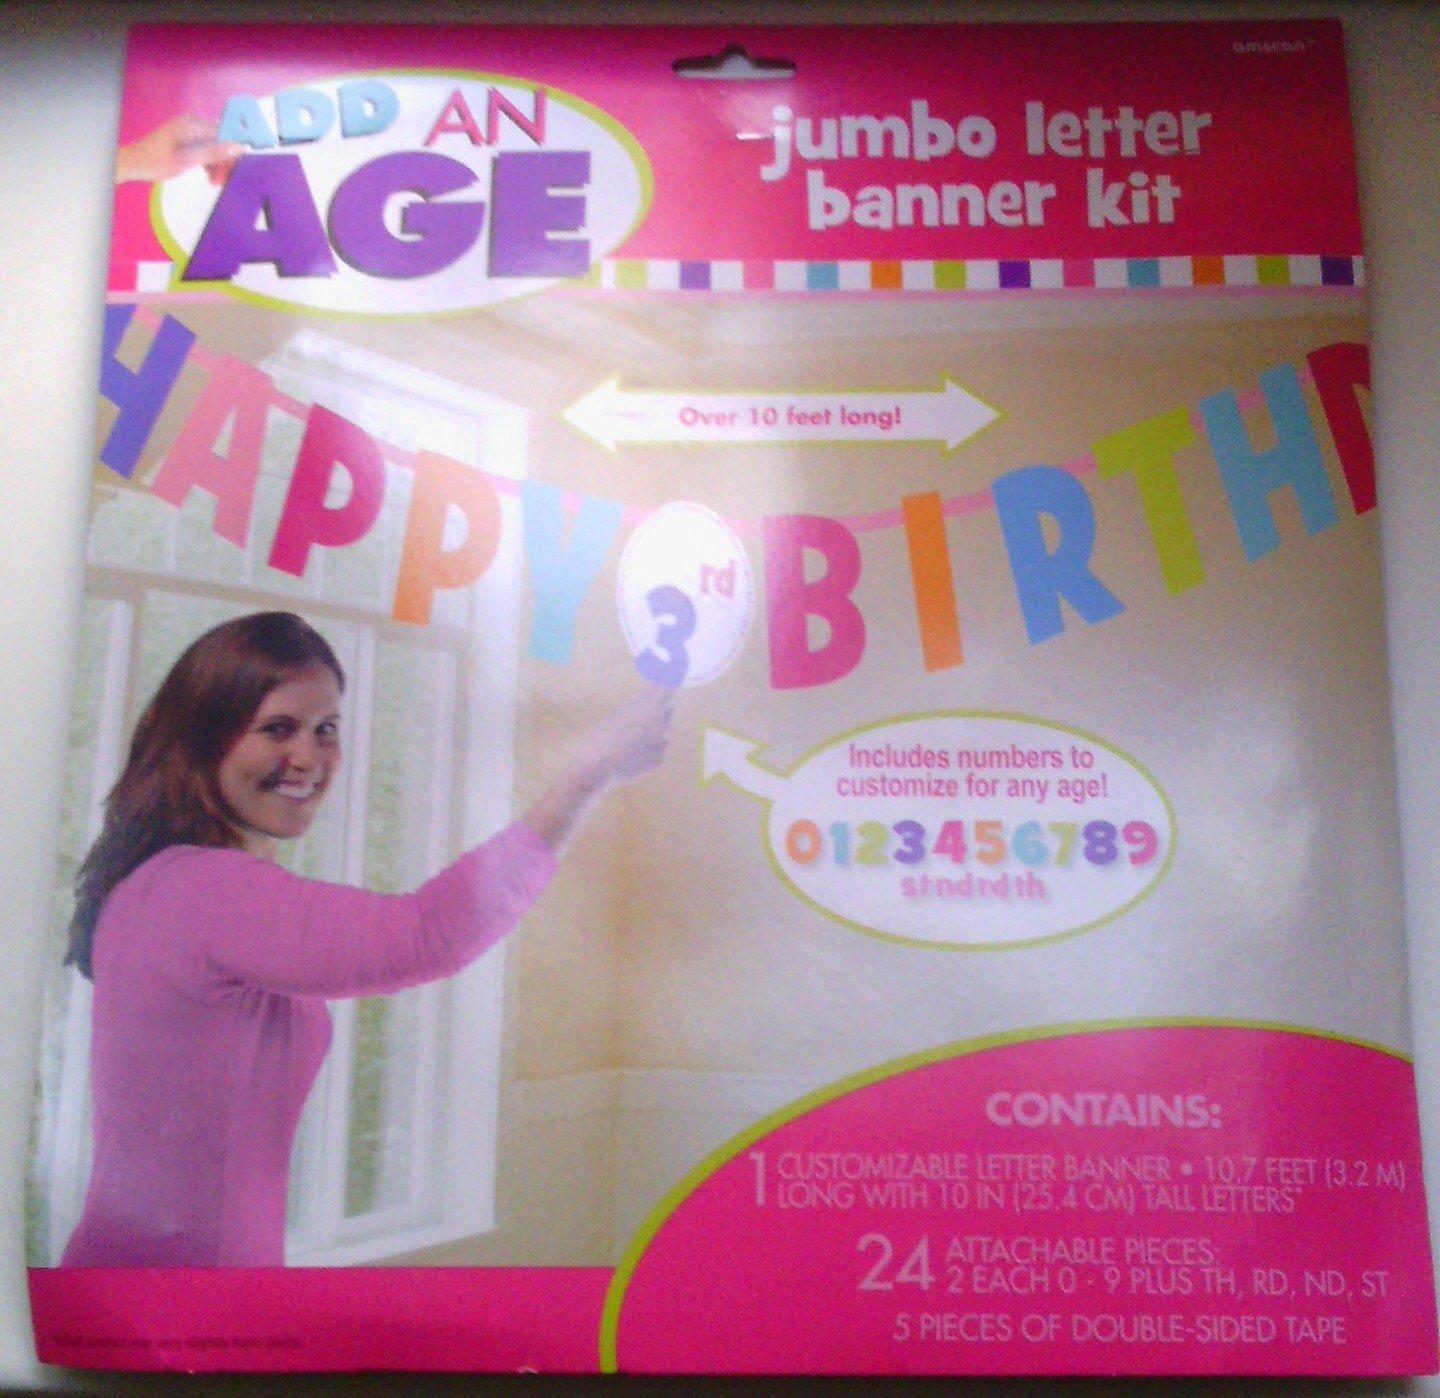 amscan™
ADD AN
AGE
jumbo letter
banner kit
HAPPY 3rd BIRTHD
Over 10 feet long!
Includes numbers to
customize for any age!
0123456789
st nd rd th
CONTAINS:
1 CUSTOMIZABLE LETTER BANNER • 10.7 FEET (3.2 M)
LONG WITH 10 IN (25.4 CM) TALL LETTERS*
24 ATTACHABLE PIECES:
2 EACH 0 - 9 PLUS TH, RD, ND, ST
5 PIECES OF DOUBLE-SIDED TAPE